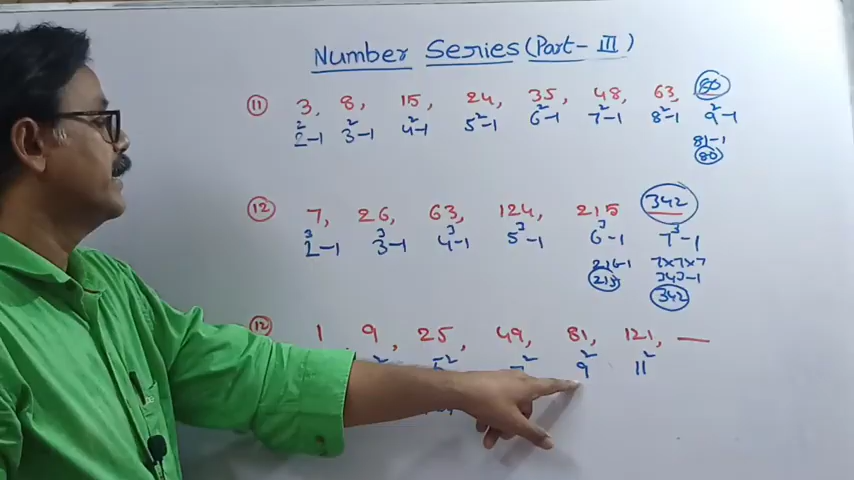 Number Series (Part-III)
11 3, 8, 15, 24, 35, 48, 63, 80
2²-1 3²-1 4²-1 5²-1 6²-1 7²-1 8²-1 9²-1
81-1
80
12 7, 26, 63, 124, 215 342
2³-1 3³-1 4³-1 5³-1 6³-1 7³-1
216-1 7x7x7
215 343-1
342
12 1 9, 25, 49, 81, 121, —
9² 11²